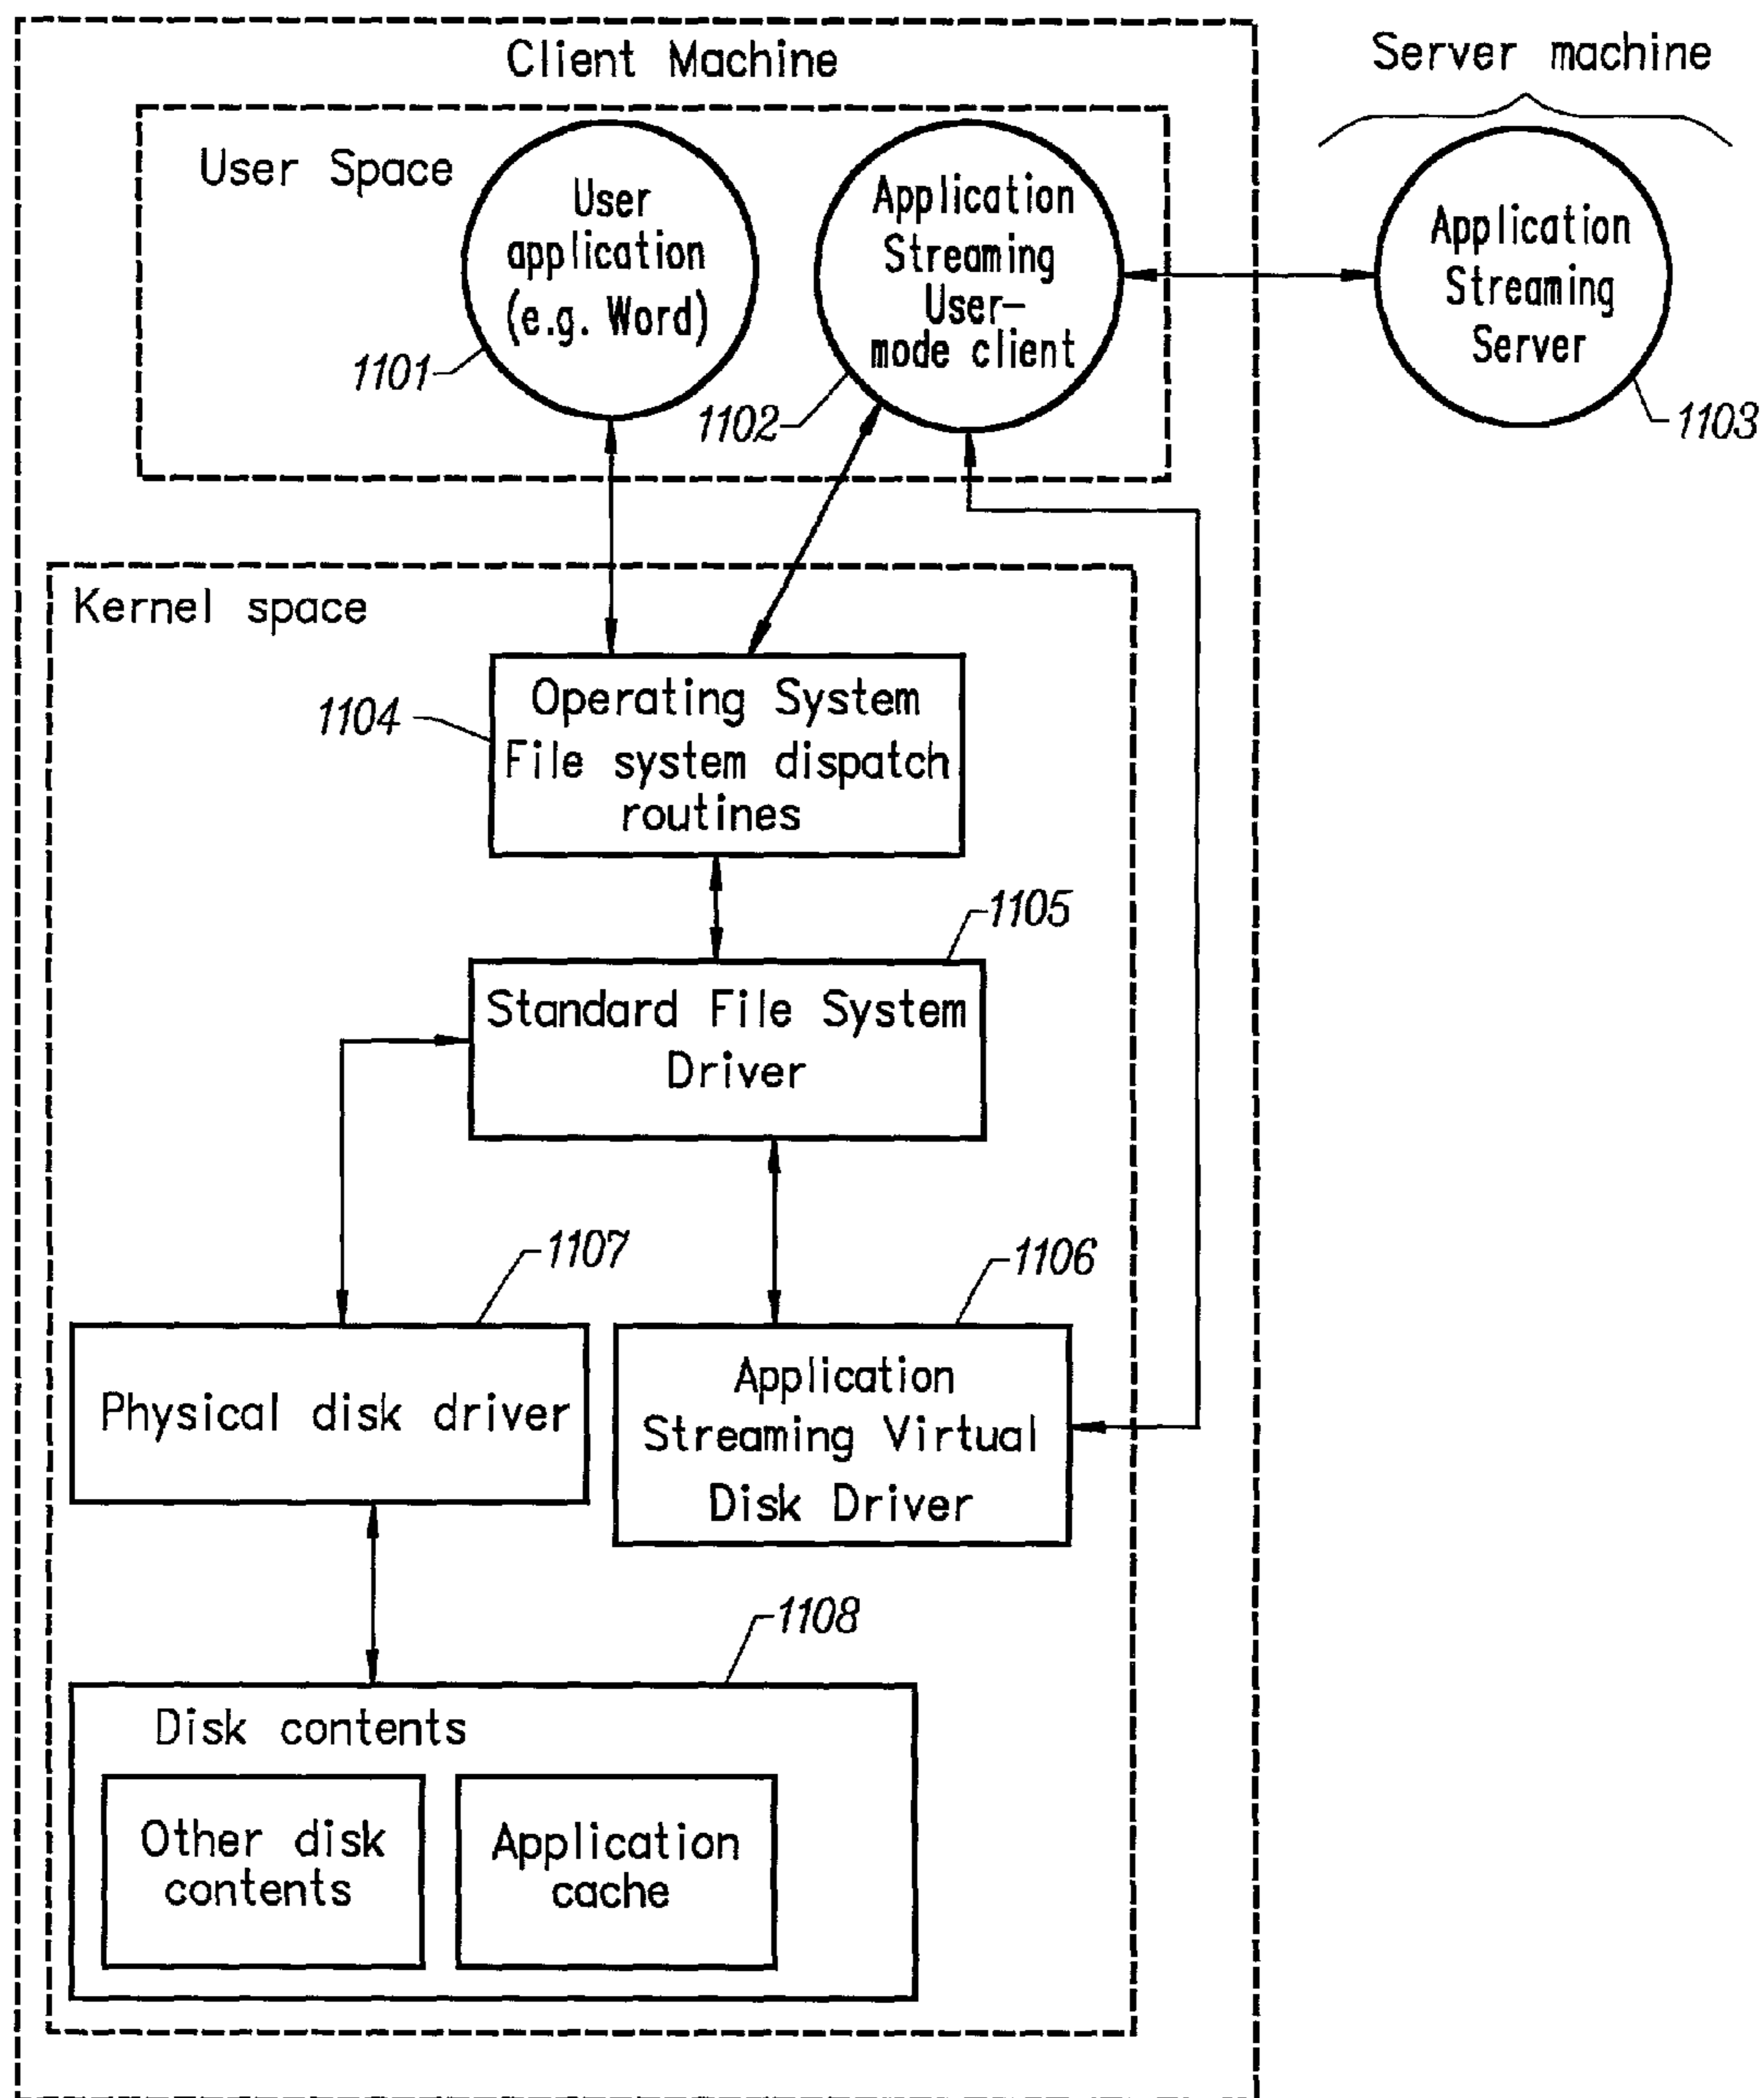 Client Machine
Server machine
User Space
User
application
(e.g. Word)
1101
Application
Streaming
User-
mode client
1102
Application
Streaming
Server
1103
Kernel space
Operating System
File system dispatch
routines
1104
1105
Standard File System
Driver
1107
1106
Physical disk driver
Application
Streaming Virtual
Disk Driver
1108
Disk contents
Other disk
contents
Application
cache